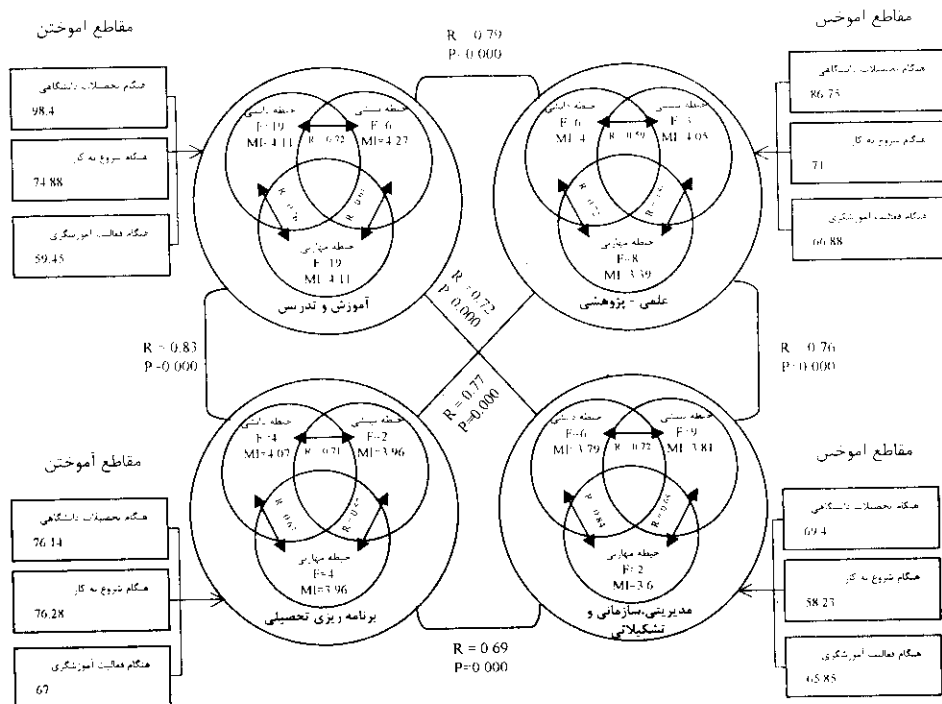 مقاطع آموختن
هنگام تحصیلات دانشگاهی
98.4
هنگام شروع به کار
74.88
هنگام فعالیت آموزشگری
59.45
R = 0.79
P= 0.000
مقاطع آموختن
هنگام تحصیلات دانشگاهی
86.75
هنگام شروع به کار
71
هنگام فعالیت آموزشگری
66.88
حیطه دانشی
F=19
MI=4.11
حیطه بینشی
F=6
MI=4.27
حیطه مهارتی
F=19
MI=4.11
آموزش و تدریس
حیطه دانشی
F=6
MI=4
حیطه بینشی
F=3
MI=4.05
حیطه مهارتی
F=8
MI=3.39
علمی - پژوهشی
R = 0.83
P=0.000
R = 0.72
P=0.000
R = 0.77
P=0.000
R = 0.76
P=0.000
مقاطع آموختن
هنگام تحصیلات دانشگاهی
76.14
هنگام شروع به کار
76.28
هنگام فعالیت آموزشگری
67
حیطه دانشی
F=4
MI=4.07
R=0.71
حیطه بینشی
F=2
MI=3.96
حیطه مهارتی
F=4
MI=3.96
برنامه ریزی تحصیلی
حیطه دانشی
F=6
MI=3.79
R=0.72
حیطه بینشی
F=9
MI=3.81
R=0.84
حیطه مهارتی
F=2
MI=3.6
مدیریتی،سازمانی و
تشکیلاتی
مقاطع آموختن
هنگام تحصیلات دانشگاهی
69.4
هنگام شروع به کار
58.23
هنگام فعالیت آموزشگری
65.85
R = 0.69
P=0.000